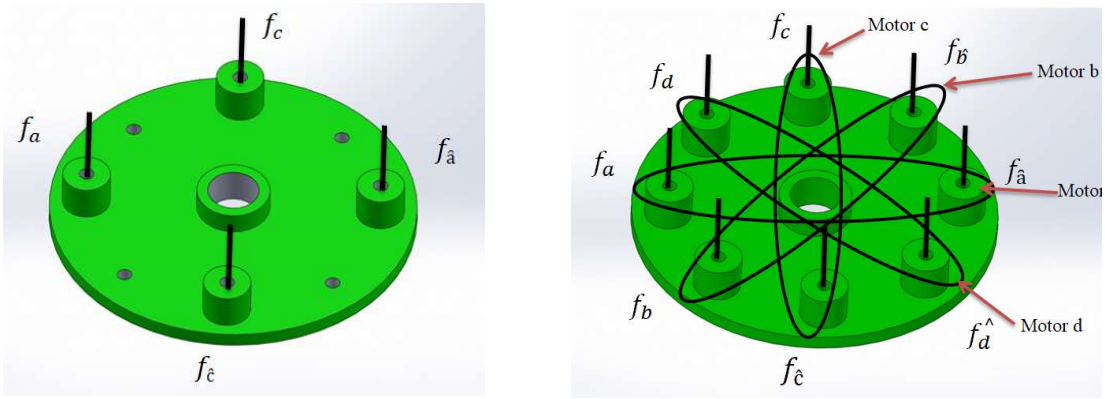 f_c
f_a
f_â
f_ĉ
f_c
Motor c
f_b̂
Motor b
f_d
f_a
f_â
Motor
f_b
Motor d
f_d^
f_ĉ